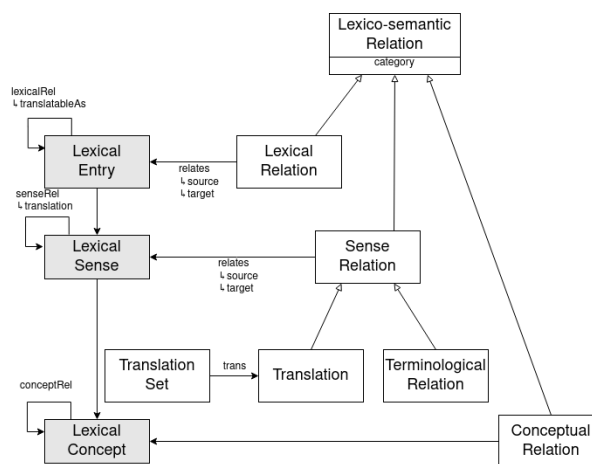 Lexico-semantic
Relation
category
lexicalRel
↳ translatableAs
Lexical
Entry
relates
↳ source
↳ target
Lexical
Relation
senseRel
↳ translation
Lexical
Sense
relates
↳ source
↳ target
Sense
Relation
Translation
Set
trans
Translation
Terminological
Relation
conceptRel
Lexical
Concept
Conceptual
Relation